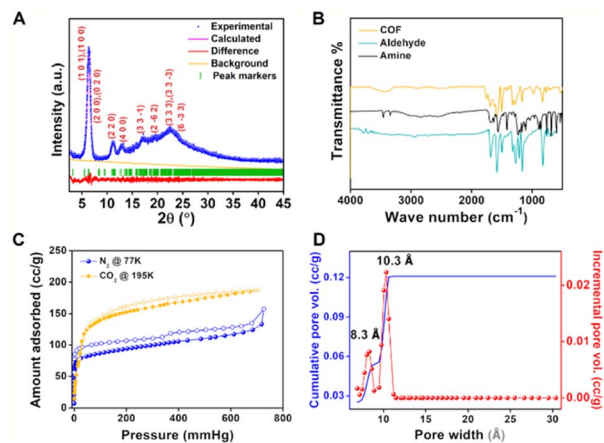 A
Experimental
Calculated
Difference
Background
Peak markers
(1 0 1),(1 0 0)
(2 0 0),(0 2 0)
(2 2 0)
(4 0 0)
(3 3 -1)
(2 -6 2)
(3 3 3),(3 3 -3)
(6 -3 3)
Intensity (a.u.)
5 10 15 20 25 30 35 40 45
2θ (°)
B
COF
Aldehyde
Amine
Transmittance %
4000 3000 2000 1000
Wave number (cm-1)
C
N2 @ 77K
CO2 @ 195K
Amount adsorbed (cc/g)
250
200
150
100
50
0
0 200 400 600 800
Pressure (mmHg)
D
10.3 Å
8.3 Å
Cumulative pore vol. (cc/g)
0.12
0.09
0.06
0.03
Incremental pore vol. (cc/g)
0.02
0.01
0.00
10 15 20 25 30
Pore width (Å)